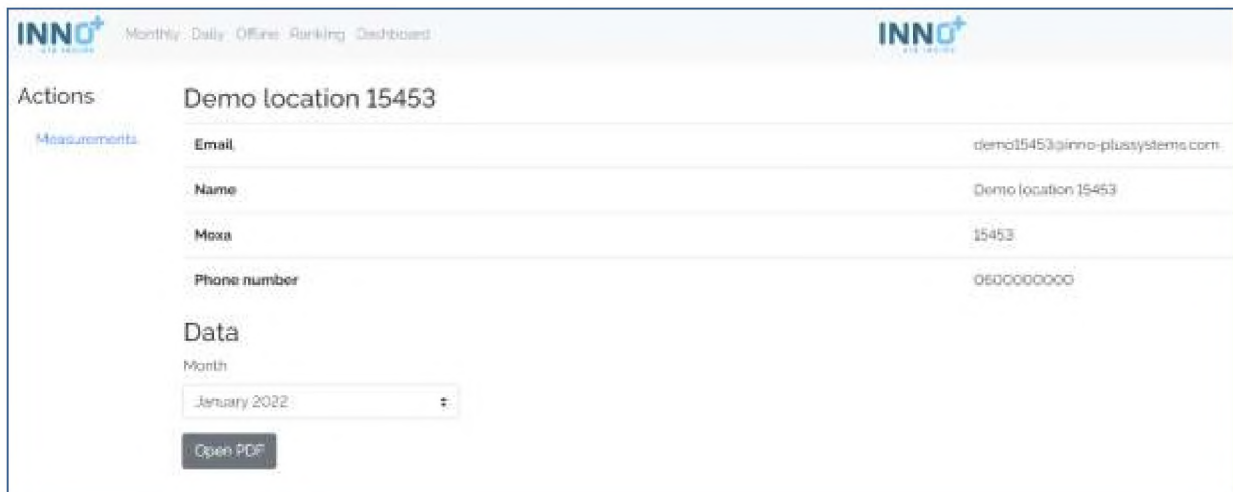 INNO+ Monthly Daily Offline Ranking Dashboard INNO+
Actions
Measurements
Demo location 15453
Email demo15453@inno-plussystems.com
Name Demo location 15453
Moxa 15453
Phone number 0600000000
Data
Month
January 2022
Open PDF